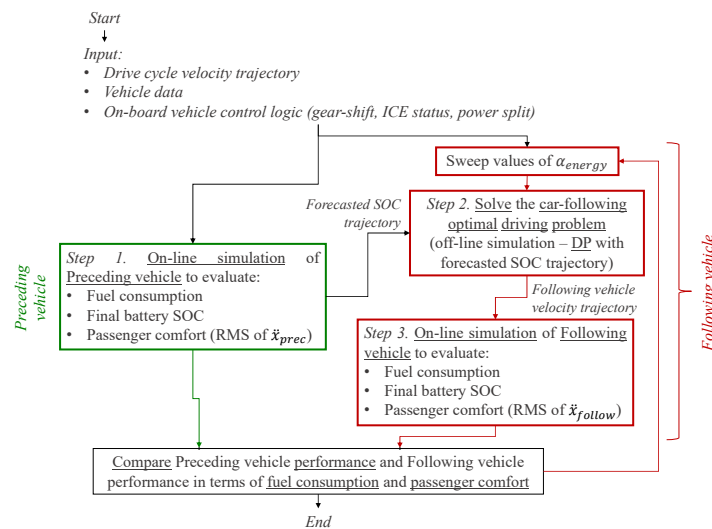 Start
Input:
• Drive cycle velocity trajectory
• Vehicle data
• On-board vehicle control logic (gear-shift, ICE status, power split)
Sweep values of α_energy
Forecasted SOC
trajectory
Step 2. Solve the car-following
optimal driving problem
(off-line simulation – DP with
forecasted SOC trajectory)
Preceding
vehicle
Step 1. On-line simulation of
Preceding vehicle to evaluate:
• Fuel consumption
• Final battery SOC
• Passenger comfort (RMS of ẍ_prec)
Following vehicle
velocity trajectory
Step 3. On-line simulation of Following
vehicle to evaluate:
• Fuel consumption
• Final battery SOC
• Passenger comfort (RMS of ẍ_follow)
Following vehicle
Compare Preceding vehicle performance and Following vehicle
performance in terms of fuel consumption and passenger comfort
End